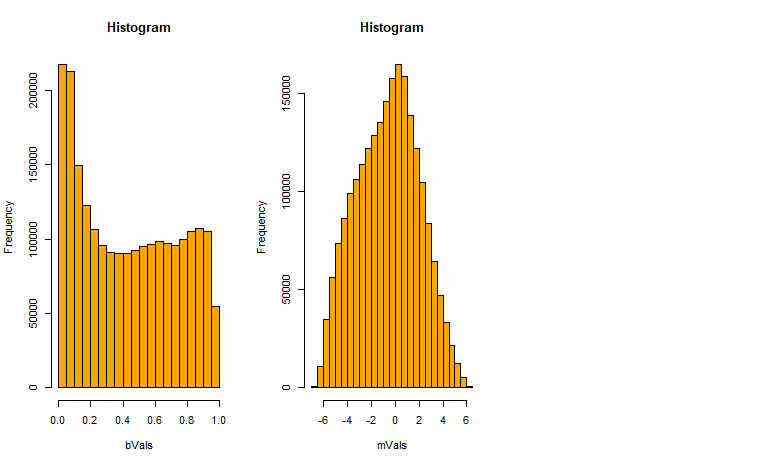 Histogram
Frequency
0
50000
100000
150000
200000
0.0 0.2 0.4 0.6 0.8 1.0
bVals
Histogram
Frequency
0
50000
100000
150000
-6 -4 -2 0 2 4 6
mVals